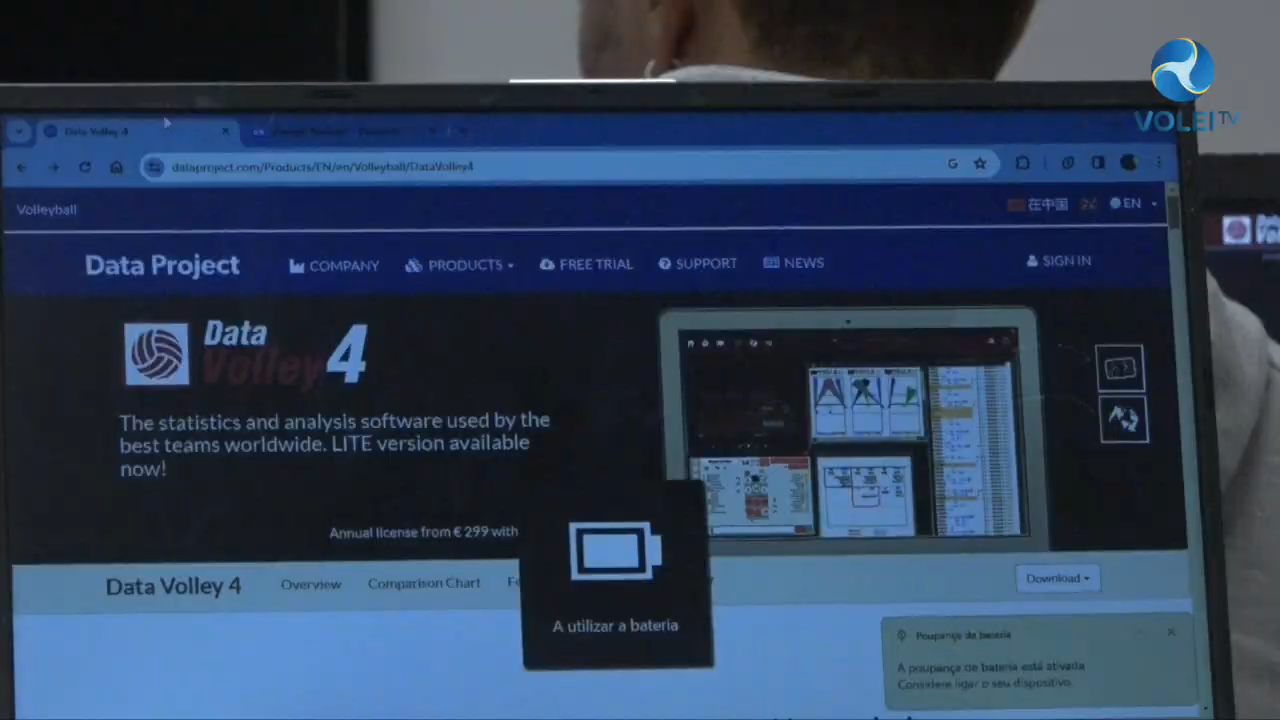 VOLEI TV
Data Volley 4
dataproject.com/Products/EN/en/Volleyball/DataVolley4
Volleyball
在中国
EN
Data Project
COMPANY
PRODUCTS
FREE TRIAL
SUPPORT
NEWS
SIGN IN
Data
Volley 4
The statistics and analysis software used by the
best teams worldwide. LITE version available
now!
Annual license from € 299 with
Data Volley 4
Overview
Comparison Chart
Download
A utilizar a bateria
Poupança de bateria
A poupança de bateria está ativada
Considere ligar o seu dispositivo.